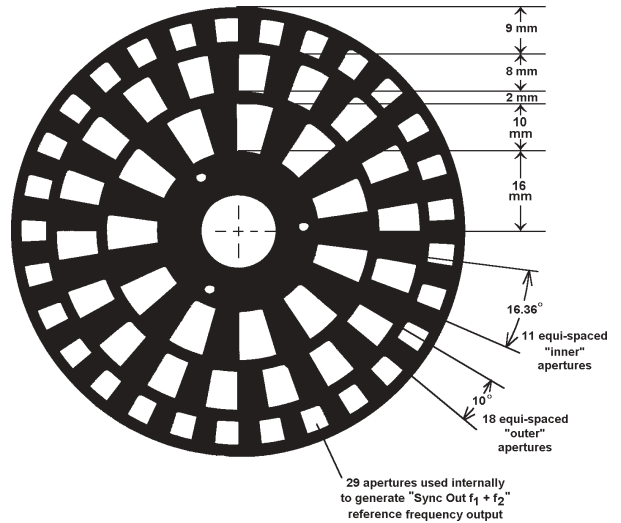 9 mm
8 mm
2 mm
10
mm
16
mm
16.36°
11 equi-spaced
"inner"
apertures
10°
18 equi-spaced
"outer"
apertures
29 apertures used internally
to generate "Sync Out f1 + f2"
reference frequency output